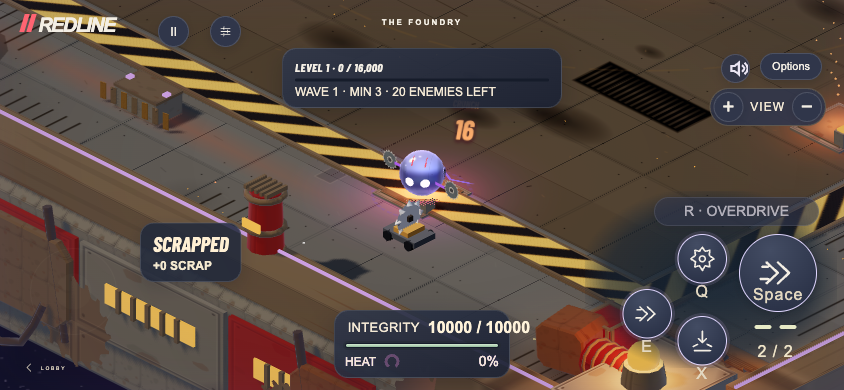 REDLINE
THE FOUNDRY
LEVEL 1 · 0 / 16,000
WAVE 1 · MIN 3 · 20 ENEMIES LEFT
Options
+ VIEW −
16
R · OVERDRIVE
SCRAPPED
+0 SCRAP
Q
Space
E
2 / 2
X
INTEGRITY 10000 / 10000
HEAT 0%
LOBBY